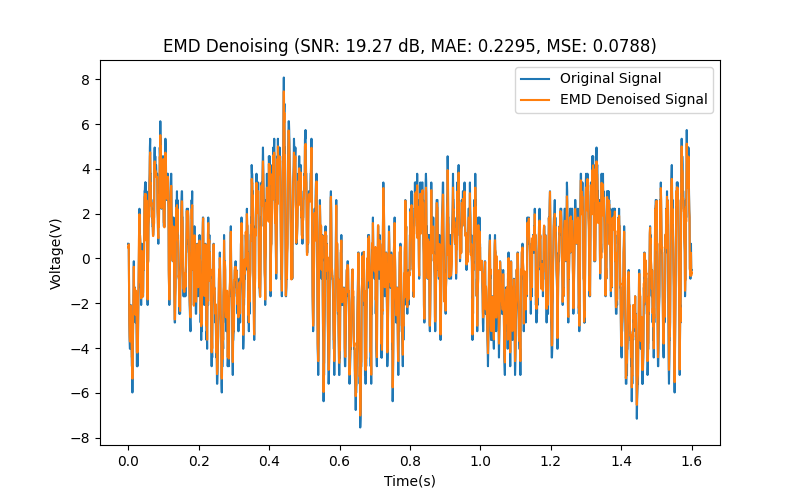 EMD Denoising (SNR: 19.27 dB, MAE: 0.2295, MSE: 0.0788)
Original Signal
EMD Denoised Signal
8
6
4
2
0
−2
−4
−6
−8
Voltage(V)
0.0 0.2 0.4 0.6 0.8 1.0 1.2 1.4 1.6
Time(s)